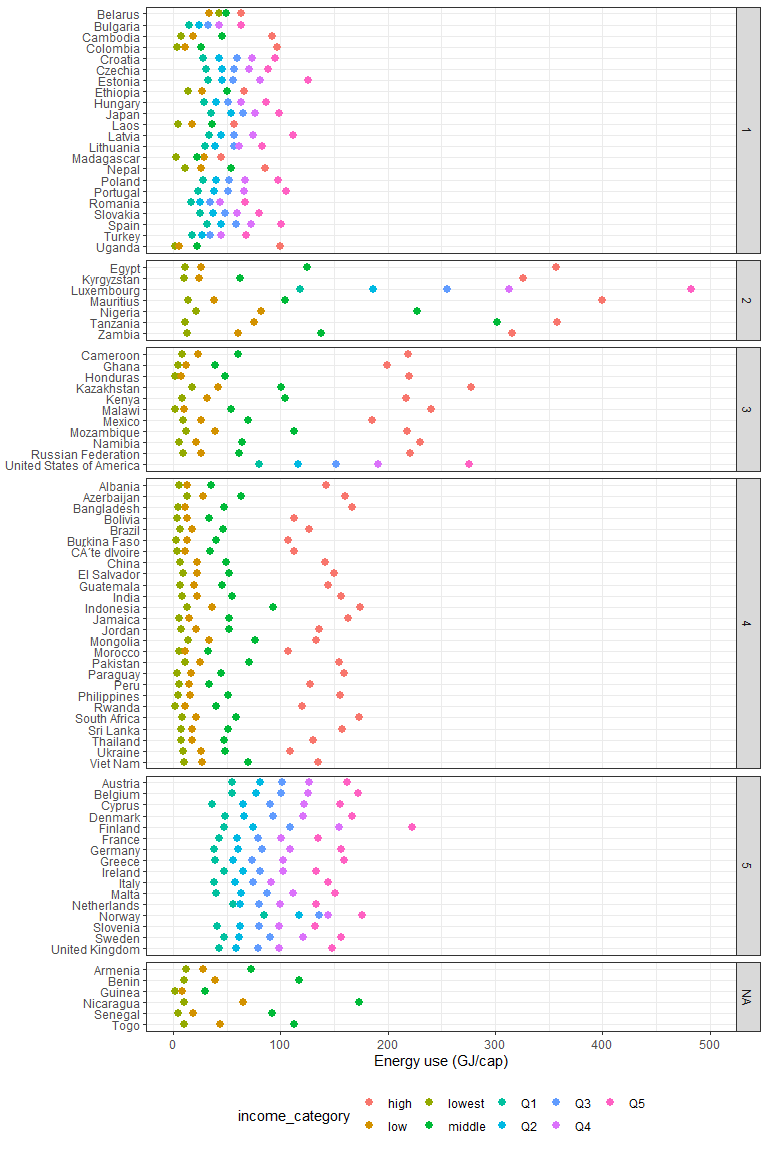 Belarus
Bulgaria
Cambodia
Colombia
Croatia
Czechia
Estonia
Ethiopia
Hungary
Japan
Laos
Latvia
Lithuania
Madagascar
Nepal
Poland
Portugal
Romania
Slovakia
Spain
Turkey
Uganda
1
Egypt
Kyrgyzstan
Luxembourg
Mauritius
Nigeria
Tanzania
Zambia
2
Cameroon
Ghana
Honduras
Kazakhstan
Kenya
Malawi
Mexico
Mozambique
Namibia
Russian Federation
United States of America
3
Albania
Azerbaijan
Bangladesh
Bolivia
Brazil
Burkina Faso
CÃ´te dIvoire
China
El Salvador
Guatemala
India
Indonesia
Jamaica
Jordan
Mongolia
Morocco
Pakistan
Paraguay
Peru
Philippines
Rwanda
South Africa
Sri Lanka
Thailand
Ukraine
Viet Nam
4
Austria
Belgium
Cyprus
Denmark
Finland
France
Germany
Greece
Ireland
Italy
Malta
Netherlands
Norway
Slovenia
Sweden
United Kingdom
5
Armenia
Benin
Guinea
Nicaragua
Senegal
Togo
NA
0 100 200 300 400 500
Energy use (GJ/cap)
income_category
high lowest Q1 Q3 Q5
low middle Q2 Q4